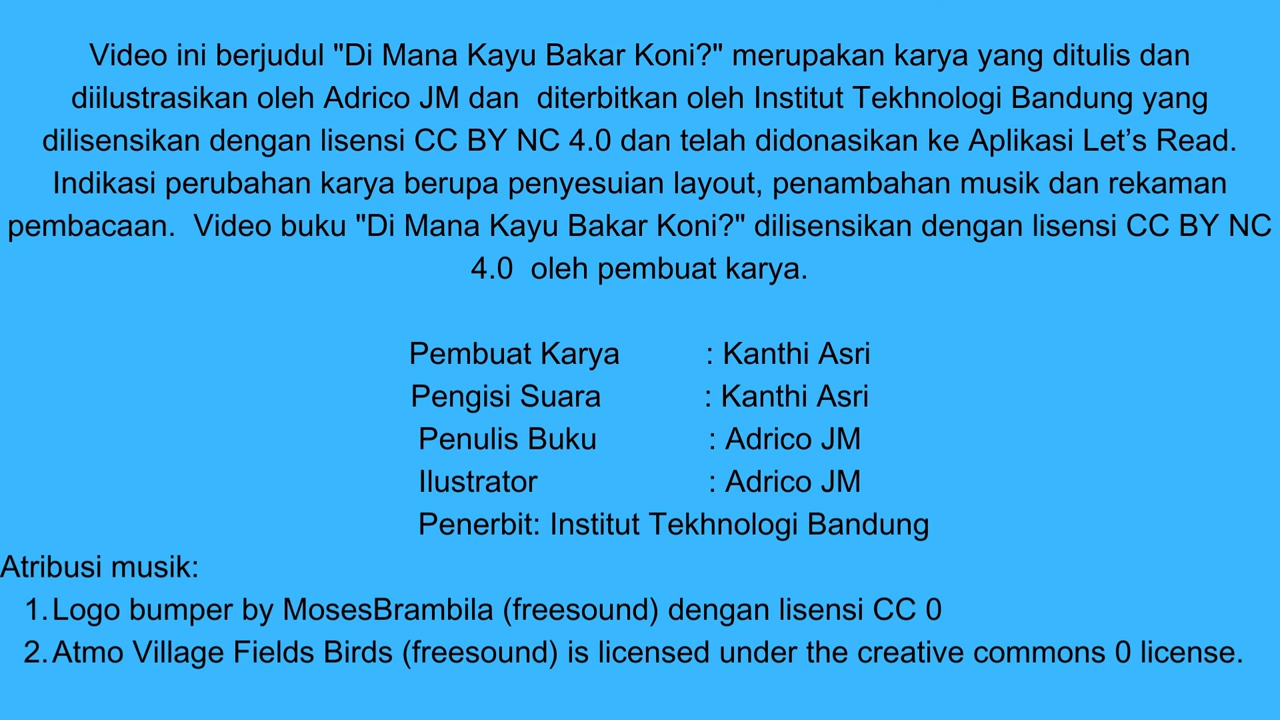 Video ini berjudul "Di Mana Kayu Bakar Koni?" merupakan karya yang ditulis dan
diilustrasikan oleh Adrico JM dan  diterbitkan oleh Institut Tekhnologi Bandung yang
dilisensikan dengan lisensi CC BY NC 4.0 dan telah didonasikan ke Aplikasi Let’s Read.
Indikasi perubahan karya berupa penyesuian layout, penambahan musik dan rekaman
pembacaan.  Video buku "Di Mana Kayu Bakar Koni?" dilisensikan dengan lisensi CC BY NC
4.0  oleh pembuat karya.
Pembuat Karya : Kanthi Asri
Pengisi Suara : Kanthi Asri
Penulis Buku : Adrico JM
Ilustrator : Adrico JM
Penerbit: Institut Tekhnologi Bandung
Atribusi musik:
1. Logo bumper by MosesBrambila (freesound) dengan lisensi CC 0
2. Atmo Village Fields Birds (freesound) is licensed under the creative commons 0 license.